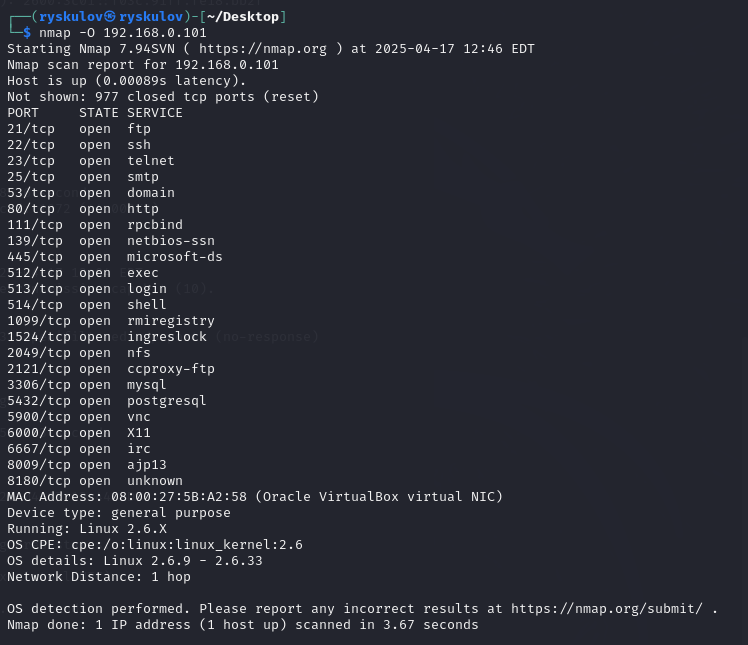 ┌──(ryskulov㉿ryskulov)-[~/Desktop]
└─$ nmap -O 192.168.0.101
Starting Nmap 7.94SVN ( https://nmap.org ) at 2025-04-17 12:46 EDT
Nmap scan report for 192.168.0.101
Host is up (0.00089s latency).
Not shown: 977 closed tcp ports (reset)
PORT     STATE SERVICE
21/tcp   open  ftp
22/tcp   open  ssh
23/tcp   open  telnet
25/tcp   open  smtp
53/tcp   open  domain
80/tcp   open  http
111/tcp  open  rpcbind
139/tcp  open  netbios-ssn
445/tcp  open  microsoft-ds
512/tcp  open  exec
513/tcp  open  login
514/tcp  open  shell
1099/tcp open  rmiregistry
1524/tcp open  ingreslock
2049/tcp open  nfs
2121/tcp open  ccproxy-ftp
3306/tcp open  mysql
5432/tcp open  postgresql
5900/tcp open  vnc
6000/tcp open  X11
6667/tcp open  irc
8009/tcp open  ajp13
8180/tcp open  unknown
MAC Address: 08:00:27:5B:A2:58 (Oracle VirtualBox virtual NIC)
Device type: general purpose
Running: Linux 2.6.X
OS CPE: cpe:/o:linux:linux_kernel:2.6
OS details: Linux 2.6.9 - 2.6.33
Network Distance: 1 hop

OS detection performed. Please report any incorrect results at https://nmap.org/submit/ .
Nmap done: 1 IP address (1 host up) scanned in 3.67 seconds